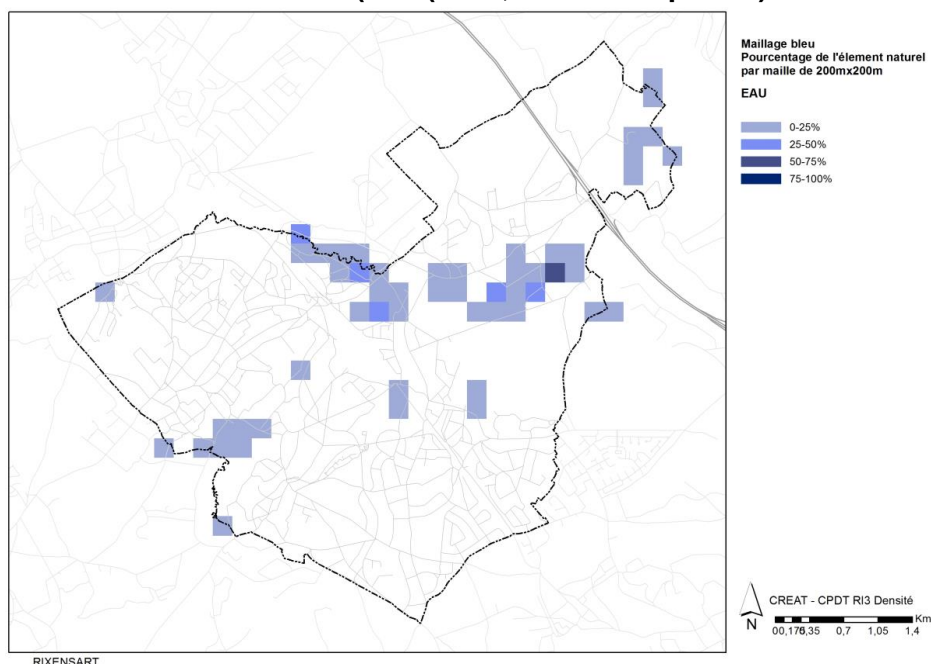 Maillage bleu
Pourcentage de l'élement naturel
par maille de 200mx200m
EAU
0-25%
25-50%
50-75%
75-100%
N
CREAT - CPDT RI3 Densité
Km
0,7 1,05 1,4
RIXENSART